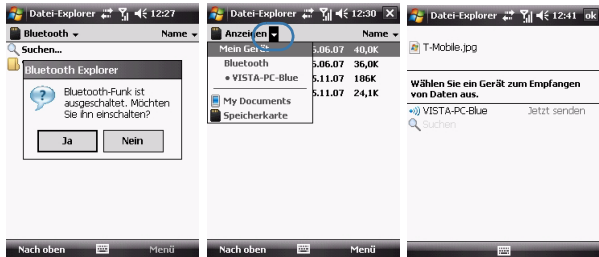 Datei-Explorer 12:27
Bluetooth Name
Suchen...
Bluetooth Explorer
Bluetooth-Funk ist
ausgeschaltet. Möchten
Sie ihn einschalten?
Ja Nein
Nach oben Menü
Datei-Explorer 12:30
Anzeigen Name
Mein Gerät .06.07 40,0K
Bluetooth .06.07 36,0K
• VISTA-PC-Blue .11.07 186K
.11.07 24,1K
My Documents
Speicherkarte
Nach oben Menü
Datei-Explorer 12:41 ok
T-Mobile.jpg
Wählen Sie ein Gerät zum Empfangen
von Daten aus.
VISTA-PC-Blue Jetzt senden
Suchen